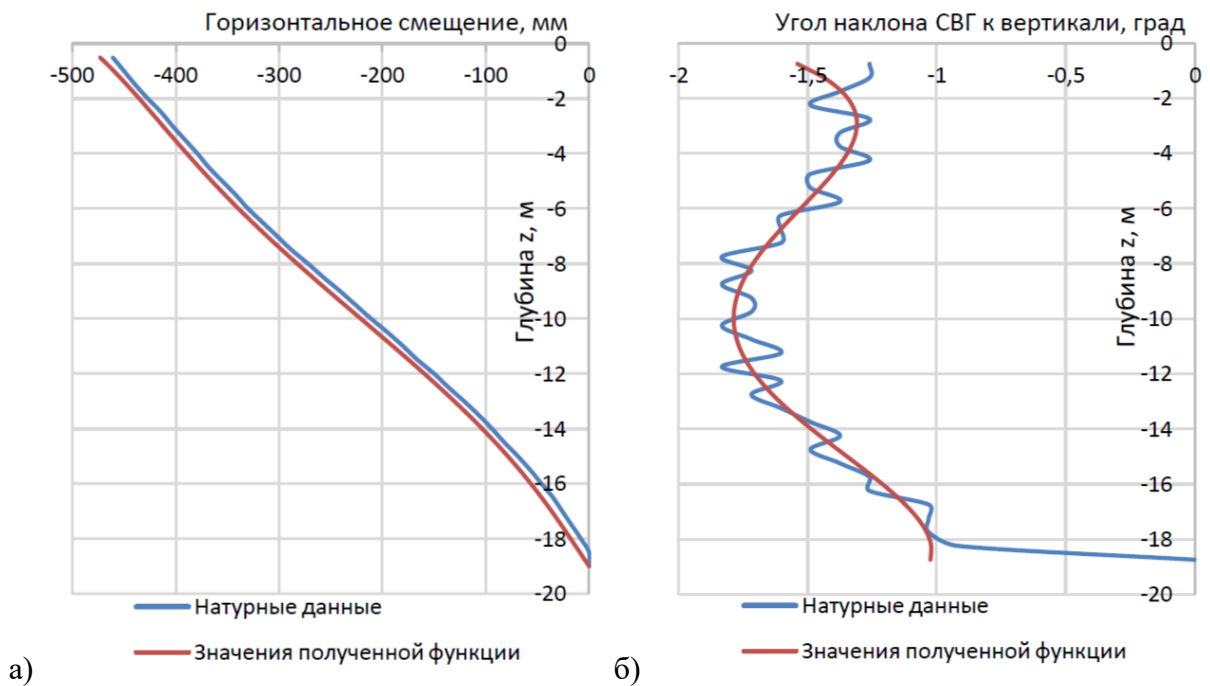 Горизонтальное смещение, мм
-500 -400 -300 -200 -100 0
0
-2
-4
-6
-8
-10
-12
-14
-16
-18
-20
Глубина z, м
Натурные данные
Значения полученной функции
а)
Угол наклона СВГ к вертикали, град
-2 -1,5 -1 -0,5 0
0
-2
-4
-6
-8
-10
-12
-14
-16
-18
-20
Глубина z, м
Натурные данные
Значения полученной функции
б)